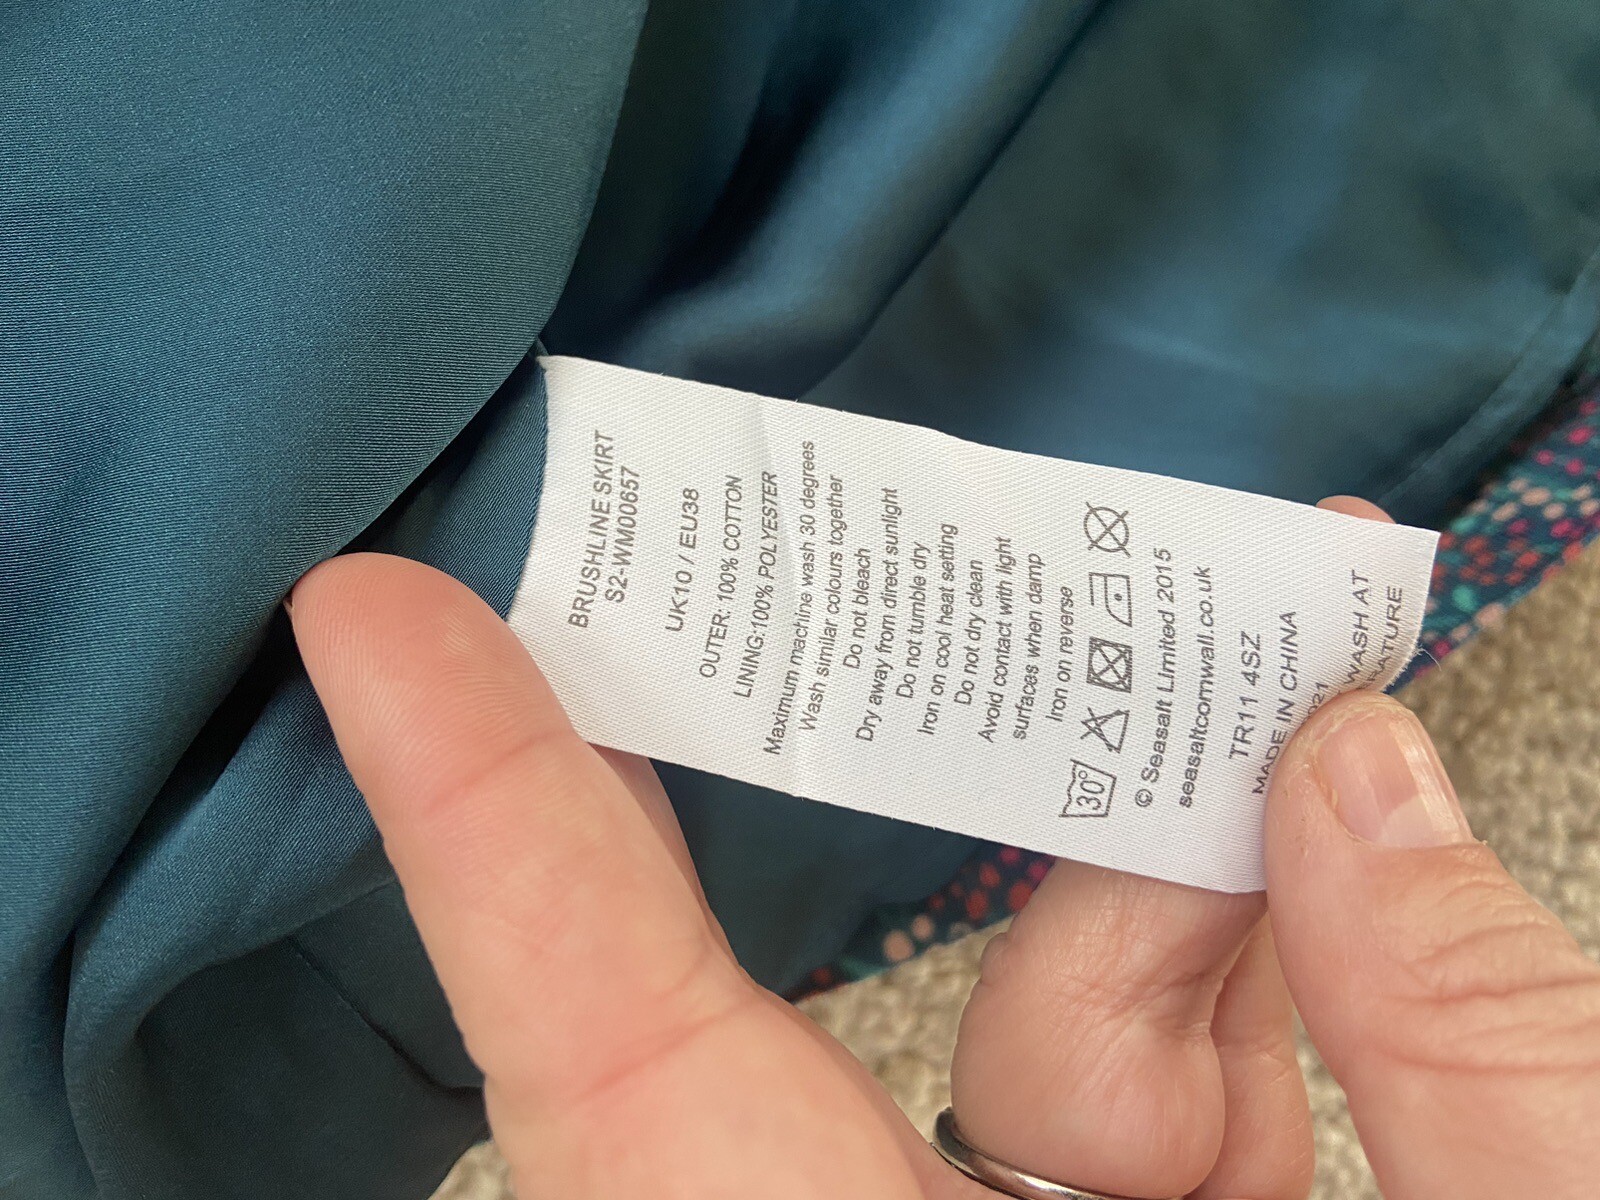 BRUSHLINE SKIRT
S2-WM00657
UK10 / EU38
OUTER: 100% COTTON
LINING:100% POLYESTER
Maximum machine wash 30 degrees
Wash similar colours together
Do not bleach
Dry away from direct sunlight
Do not tumble dry
Iron on cool heat setting
Do not dry clean
Avoid contact with light
surfaces when damp
Iron on reverse
30°
© Seasalt Limited 2015
seasaltcornwall.co.uk
TR11 4SZ
MADE IN CHINA
WASH AT